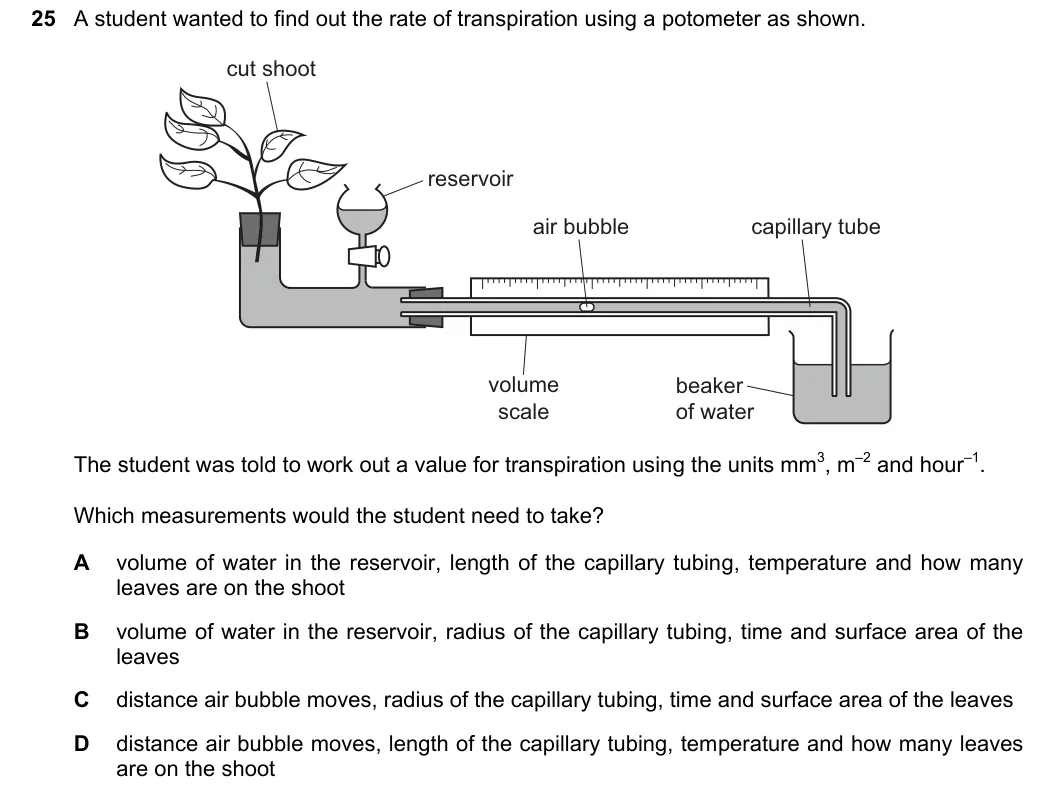 25 A student wanted to find out the rate of transpiration using a potometer as shown.
cut shoot
reservoir
air bubble
capillary tube
volume
scale
beaker
of water
The student was told to work out a value for transpiration using the units mm³, m⁻² and hour⁻¹.
Which measurements would the student need to take?
A volume of water in the reservoir, length of the capillary tubing, temperature and how many
leaves are on the shoot
B volume of water in the reservoir, radius of the capillary tubing, time and surface area of the
leaves
C distance air bubble moves, radius of the capillary tubing, time and surface area of the leaves
D distance air bubble moves, length of the capillary tubing, temperature and how many leaves
are on the shoot